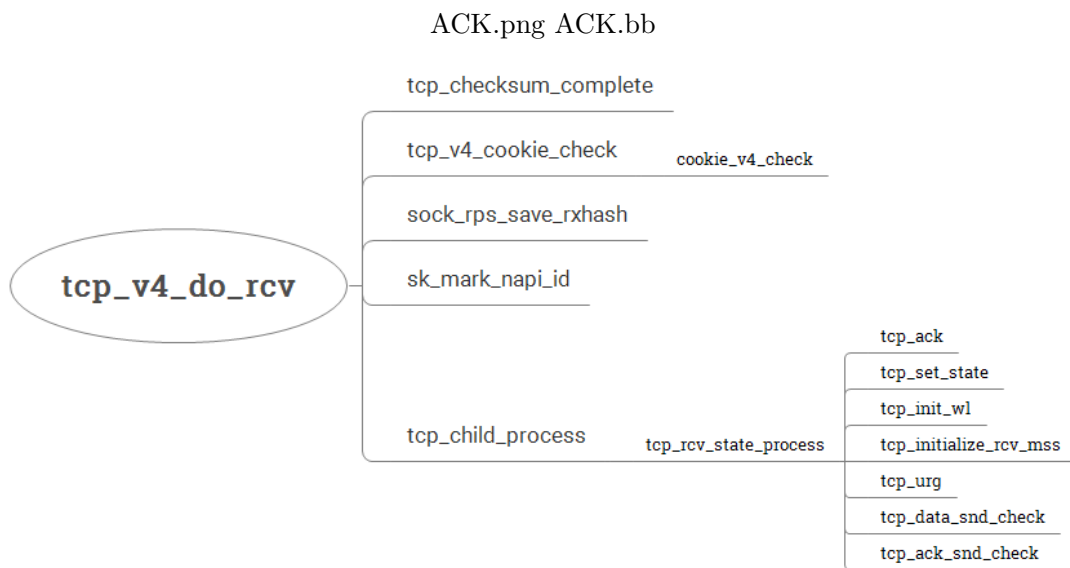 ACK.png ACK.bb
tcp_checksum_complete
tcp_v4_cookie_check
cookie_v4_check
sock_rps_save_rxhash
tcp_v4_do_rcv
sk_mark_napi_id
tcp_child_process
tcp_rcv_state_process
tcp_ack
tcp_set_state
tcp_init_wl
tcp_initialize_rcv_mss
tcp_urg
tcp_data_snd_check
tcp_ack_snd_check